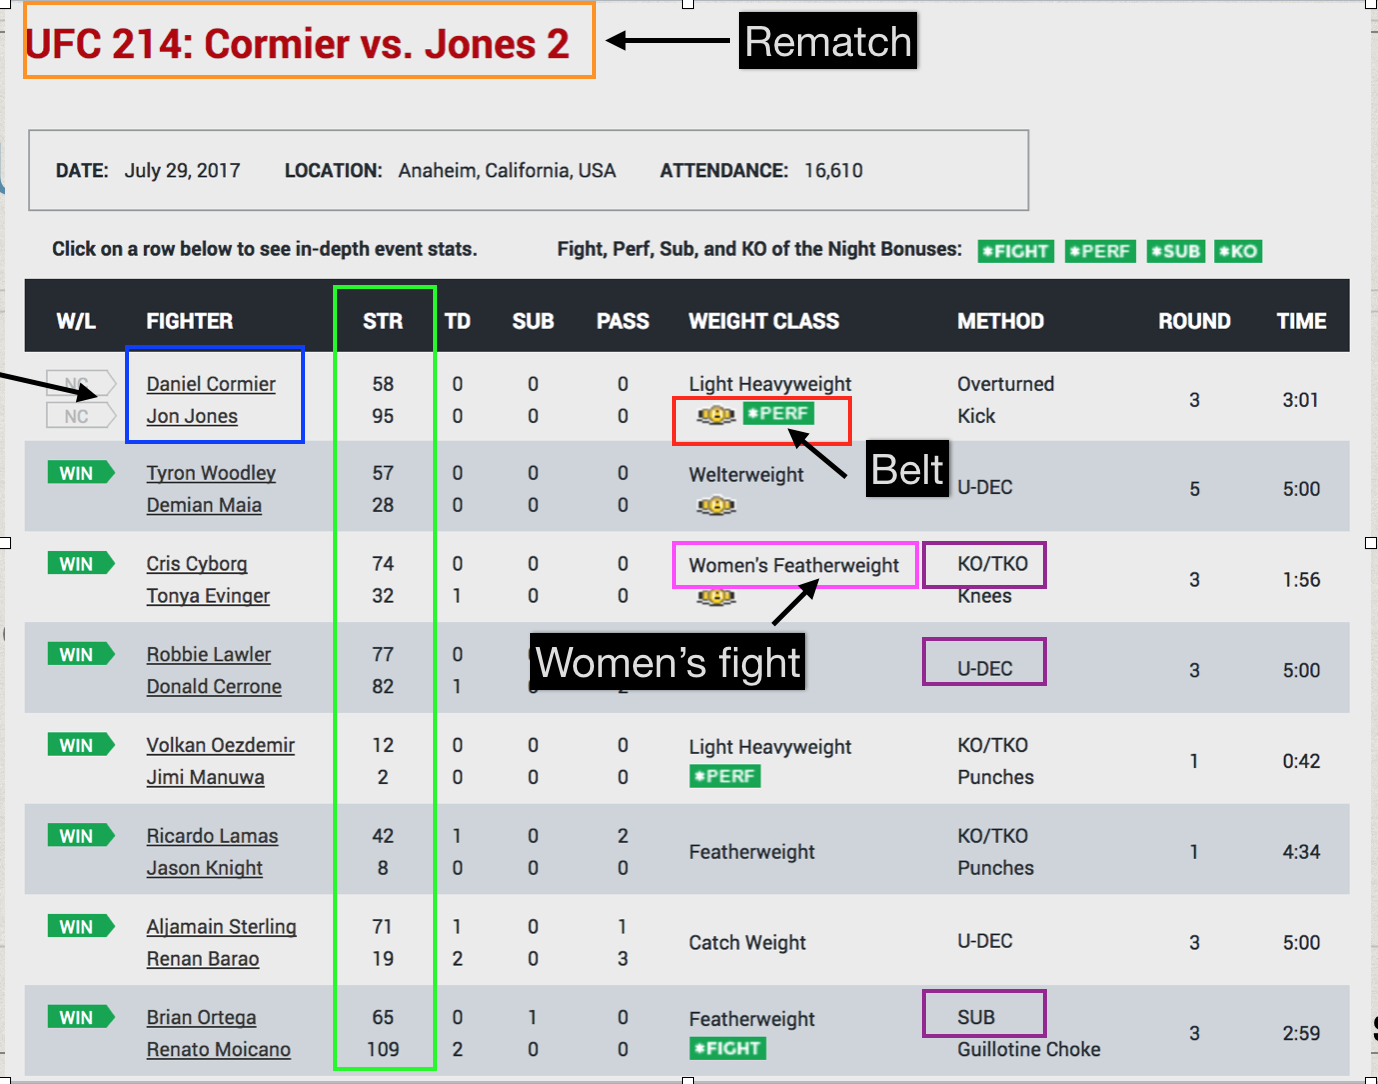 UFC 214: Cormier vs. Jones 2
Rematch
DATE: July 29, 2017 LOCATION: Anaheim, California, USA ATTENDANCE: 16,610
Click on a row below to see in-depth event stats. Fight, Perf, Sub, and KO of the Night Bonuses: *FIGHT *PERF *SUB *KO
W/L FIGHTER STR TD SUB PASS WEIGHT CLASS METHOD ROUND TIME
NC Daniel Cormier 58 0 0 0 Light Heavyweight Overturned 3 3:01
NC Jon Jones 95 0 0 0 *PERF Kick
Belt
WIN Tyron Woodley 57 0 0 0 Welterweight U-DEC 5 5:00
Demian Maia 28 0 0 0
WIN Cris Cyborg 74 0 0 0 Women's Featherweight KO/TKO 3 1:56
Tonya Evinger 32 1 0 0 Knees
Women's fight
WIN Robbie Lawler 77 0 U-DEC 3 5:00
Donald Cerrone 82 1
WIN Volkan Oezdemir 12 0 0 0 Light Heavyweight KO/TKO 1 0:42
Jimi Manuwa 2 0 0 0 *PERF Punches
WIN Ricardo Lamas 42 1 0 2 Featherweight KO/TKO 1 4:34
Jason Knight 8 0 0 0 Punches
WIN Aljamain Sterling 71 1 0 1 Catch Weight U-DEC 3 5:00
Renan Barao 19 2 0 3
WIN Brian Ortega 65 0 1 0 Featherweight SUB 3 2:59
Renato Moicano 109 2 0 0 *FIGHT Guillotine Choke